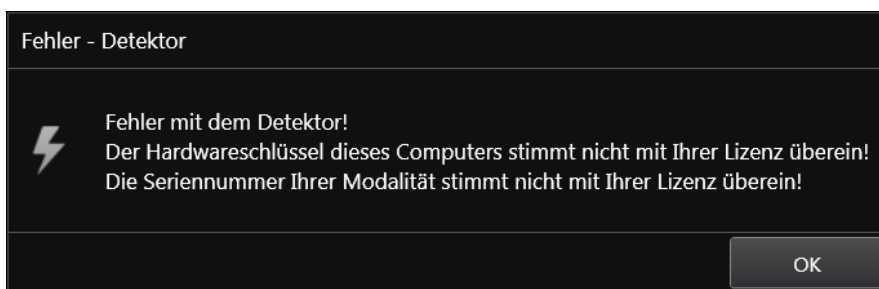 Fehler - Detektor
Fehler mit dem Detektor!
Der Hardwareschlüssel dieses Computers stimmt nicht mit Ihrer Lizenz überein!
Die Seriennummer Ihrer Modalität stimmt nicht mit Ihrer Lizenz überein!
OK